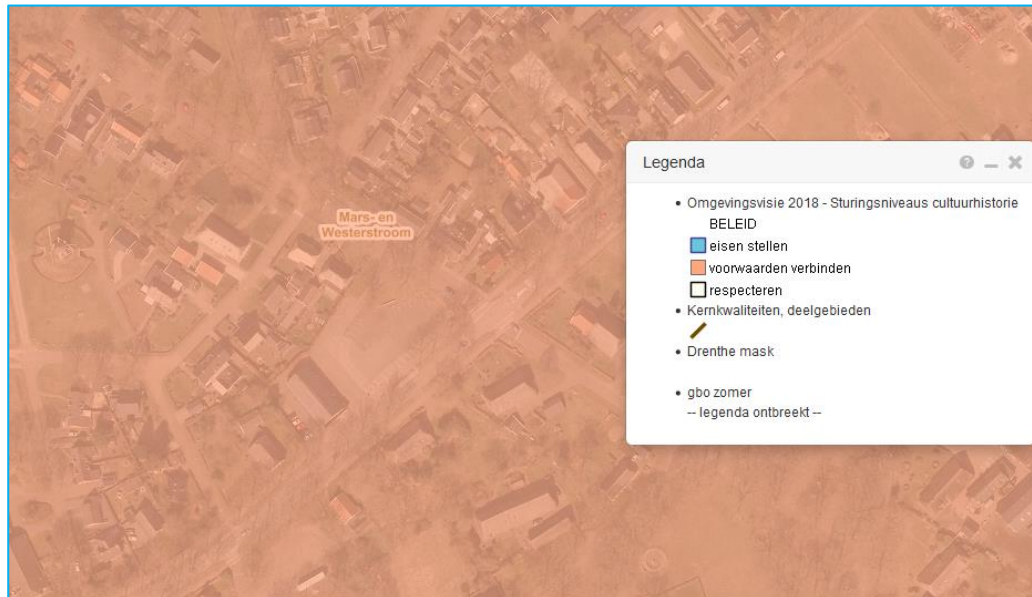 Mars- en
Westerstroom
Legenda
Omgevingsvisie 2018 - Sturingsniveaus cultuurhistorie
BELEID
eisen stellen
voorwaarden verbinden
respecteren
Kernkwaliteiten, deelgebieden
Drenthe mask
gbo zomer
-- legenda ontbreekt --